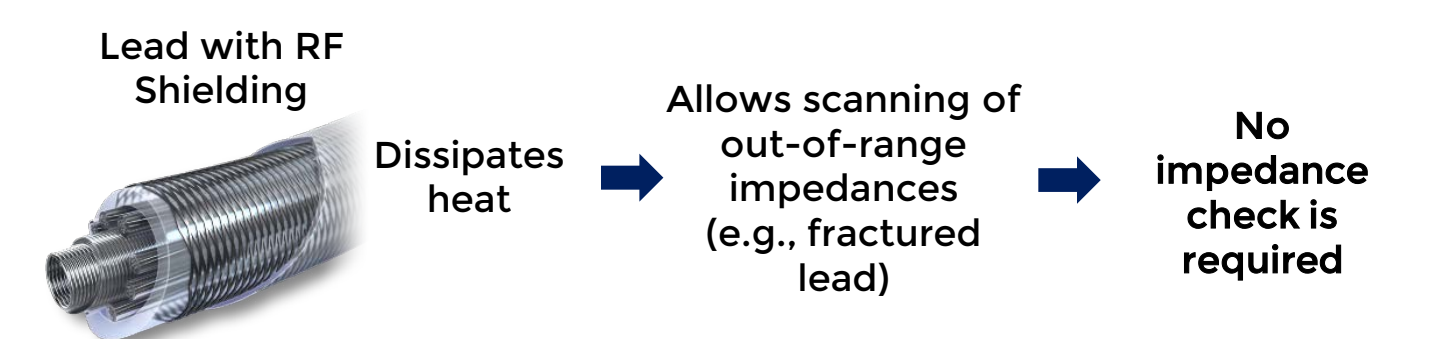 Lead with RF
Shielding
Dissipates
heat
Allows scanning of
out-of-range
impedances
(e.g., fractured
lead)
No
impedance
check is
required